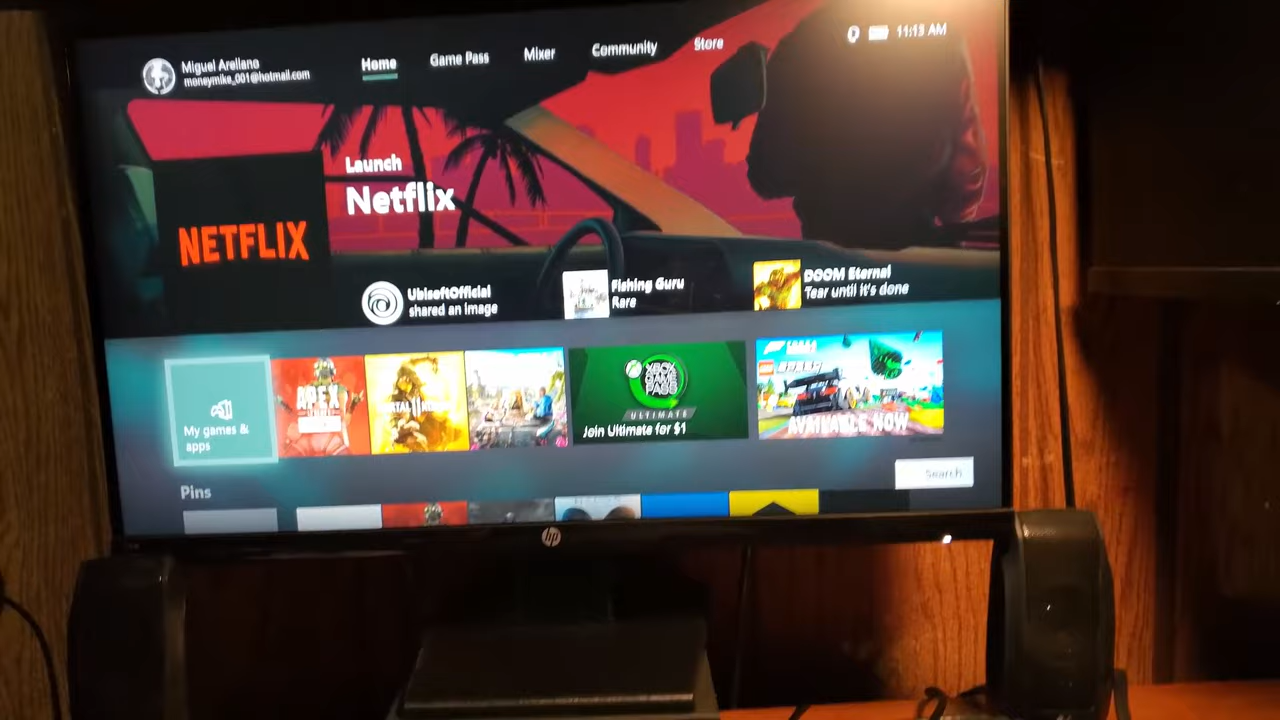 Miguel Arellano
moneymike_001@hotmail.com
Home
Game Pass
Mixer
Community
Store
11:13 AM
Launch
Netflix
NETFLIX
UbisoftOfficial
shared an image
Fishing Guru
Rare
DOOM Eternal
Tear until it's done
My games &
apps
APEX
XBOX
GAME
PASS
ULTIMATE
Join Ultimate for $1
AVAILABLE NOW
Pins
Search
hp